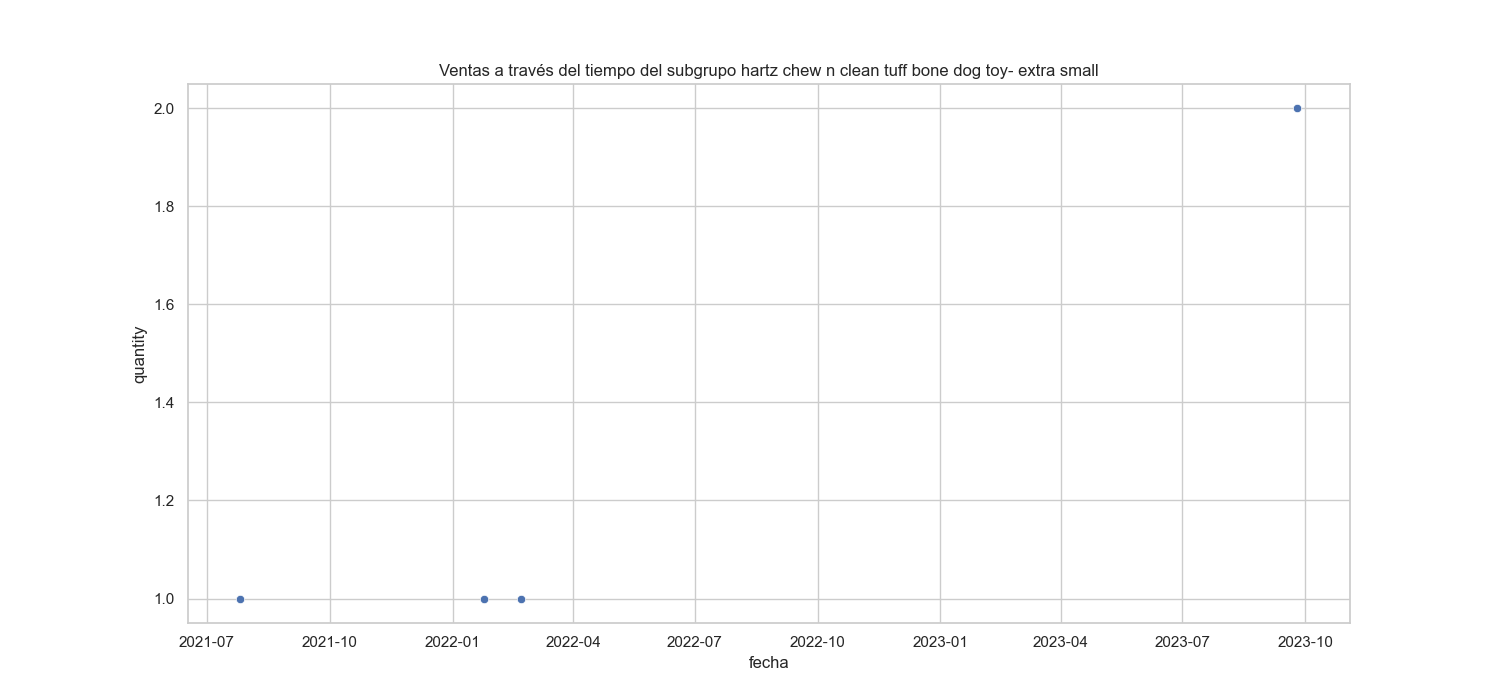 Ventas a través del tiempo del subgrupo hartz chew n clean tuff bone dog toy- extra small
2.0
1.8
1.6
1.4
1.2
1.0
quantity
2021-07 2021-10 2022-01 2022-04 2022-07 2022-10 2023-01 2023-04 2023-07 2023-10
fecha